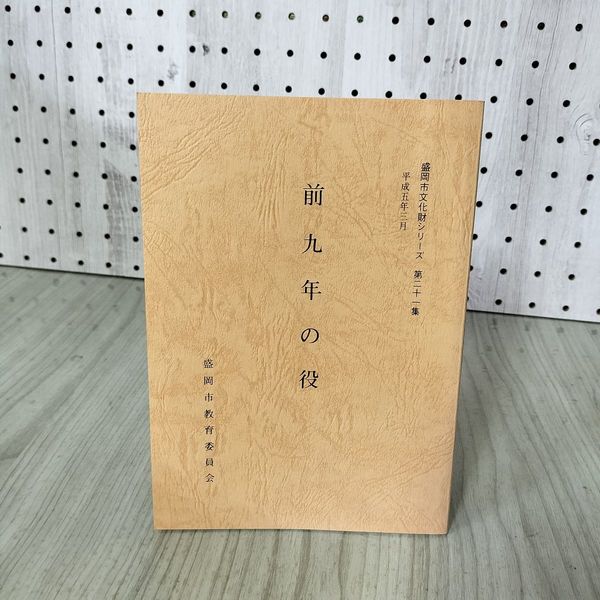 盛岡市文化財シリーズ 第二十一集
平成五年三月
前九年の役
盛岡市教育委員会